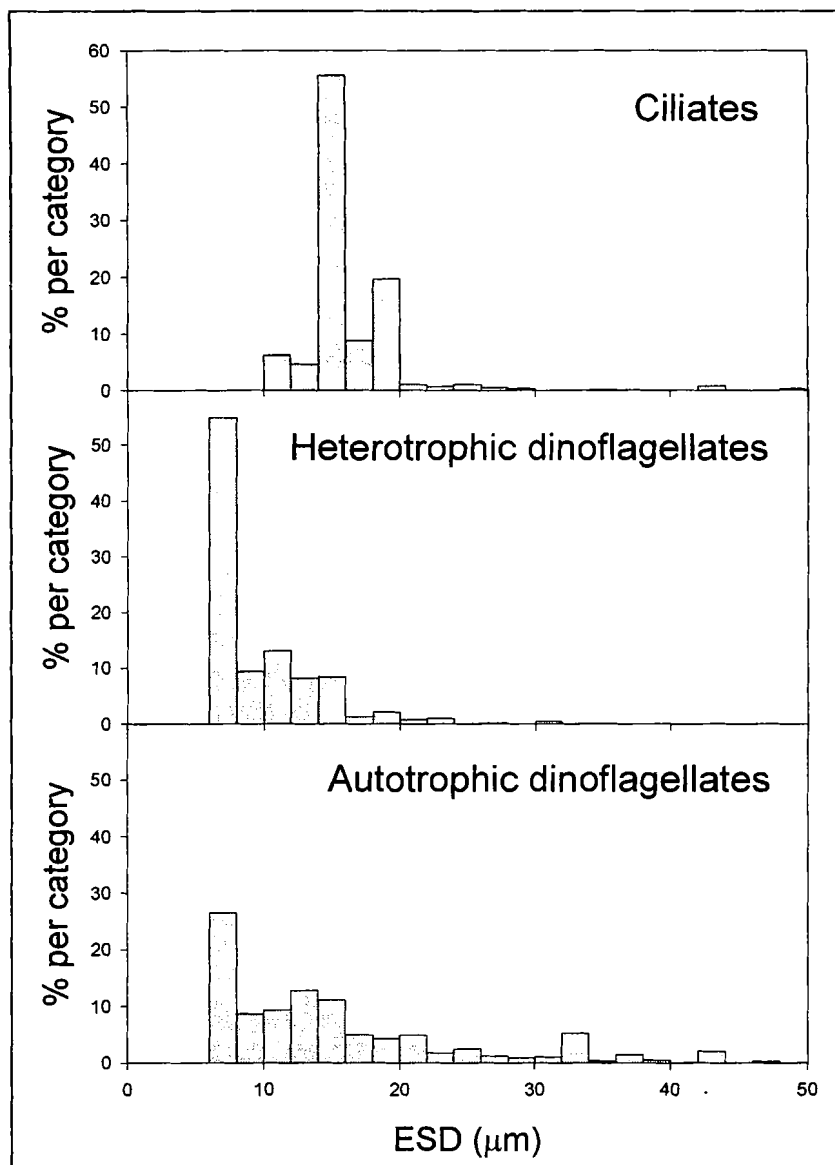 60
50
40
30
20
10
0
% per category
Ciliates
50
40
30
20
10
0
% per category
Heterotrophic dinoflagellates
50
40
30
20
10
0
% per category
Autotrophic dinoflagellates
0 10 20 30 40 50
ESD (μm)